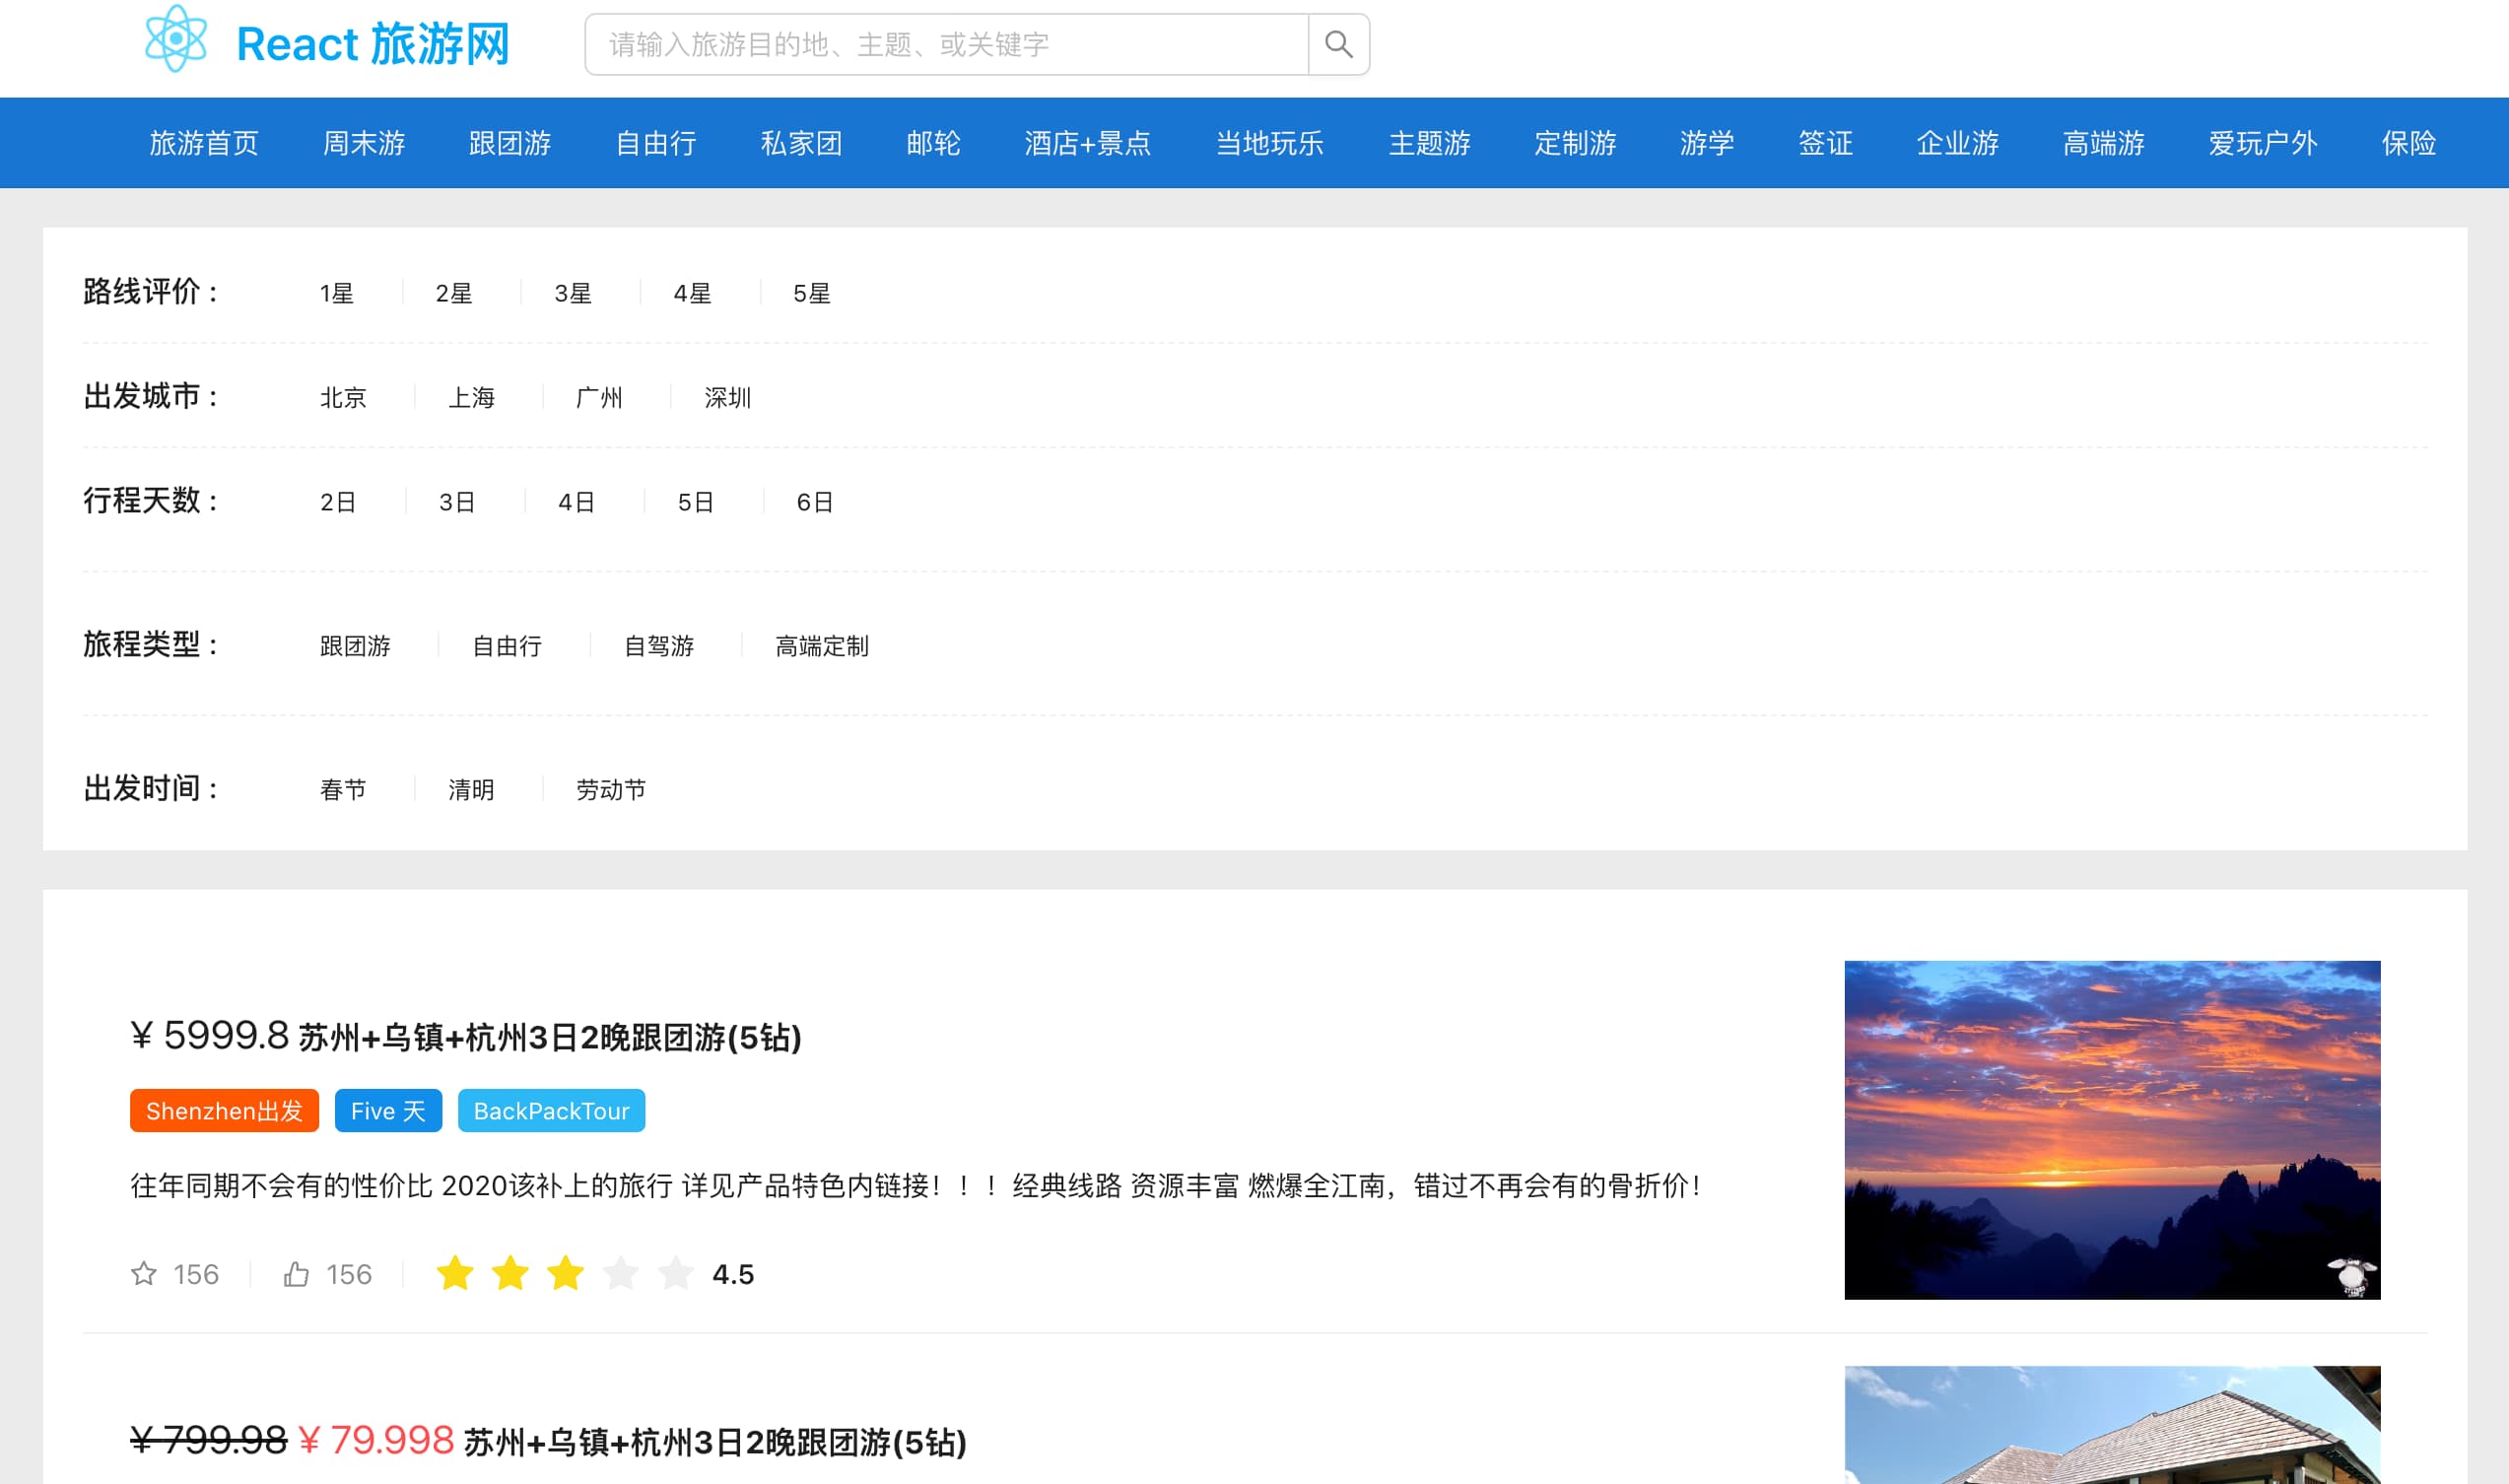 React 旅游网
请输入旅游目的地、主题、或关键字
旅游首页 周末游 跟团游 自由行 私家团 邮轮 酒店+景点 当地玩乐 主题游 定制游 游学 签证 企业游 高端游 爱玩户外 保险
路线评价： 1星 2星 3星 4星 5星
出发城市： 北京 上海 广州 深圳
行程天数： 2日 3日 4日 5日 6日
旅程类型： 跟团游 自由行 自驾游 高端定制
出发时间： 春节 清明 劳动节
¥ 5999.8 苏州+乌镇+杭州3日2晚跟团游(5钻)
Shenzhen出发 Five 天 BackPackTour
往年同期不会有的性价比 2020该补上的旅行 详见产品特色内链接！！！经典线路 资源丰富 燃爆全江南，错过不再会有的骨折价！
156 156 4.5
¥ 799.98 ¥ 79.998 苏州+乌镇+杭州3日2晚跟团游(5钻)